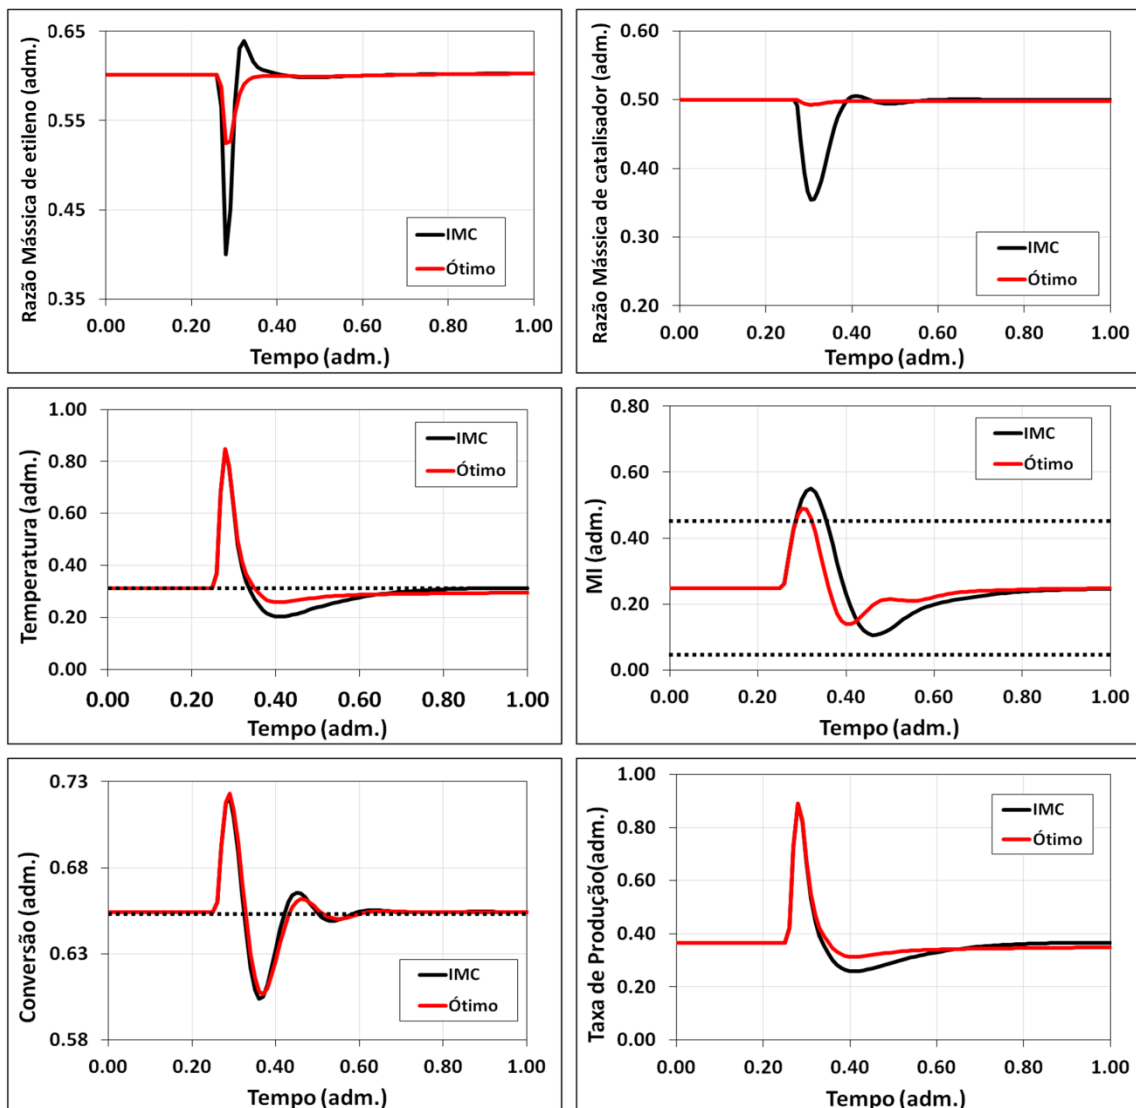 Razão Mássica de etileno (adm.)
0.65
0.55
0.45
0.35
IMC
Ótimo
0.00 0.20 0.40 0.60 0.80 1.00
Tempo (adm.)
Razão Mássica de catalisador (adm.)
0.60
0.50
0.40
0.30
0.20
IMC
Ótimo
0.00 0.20 0.40 0.60 0.80 1.00
Tempo (adm.)
Temperatura (adm.)
1.00
0.80
0.60
0.40
0.20
0.00
IMC
Ótimo
0.00 0.20 0.40 0.60 0.80 1.00
Tempo (adm.)
MI (adm.)
0.80
0.60
0.40
0.20
0.00
IMC
Ótimo
0.00 0.20 0.40 0.60 0.80 1.00
Tempo (adm.)
Conversão (adm.)
0.73
0.68
0.63
0.58
IMC
Ótimo
0.00 0.20 0.40 0.60 0.80 1.00
Tempo (adm.)
Taxa de Produção(adm.)
1.00
0.80
0.60
0.40
0.20
0.00
IMC
Ótimo
0.00 0.20 0.40 0.60 0.80 1.00
Tempo (adm.)